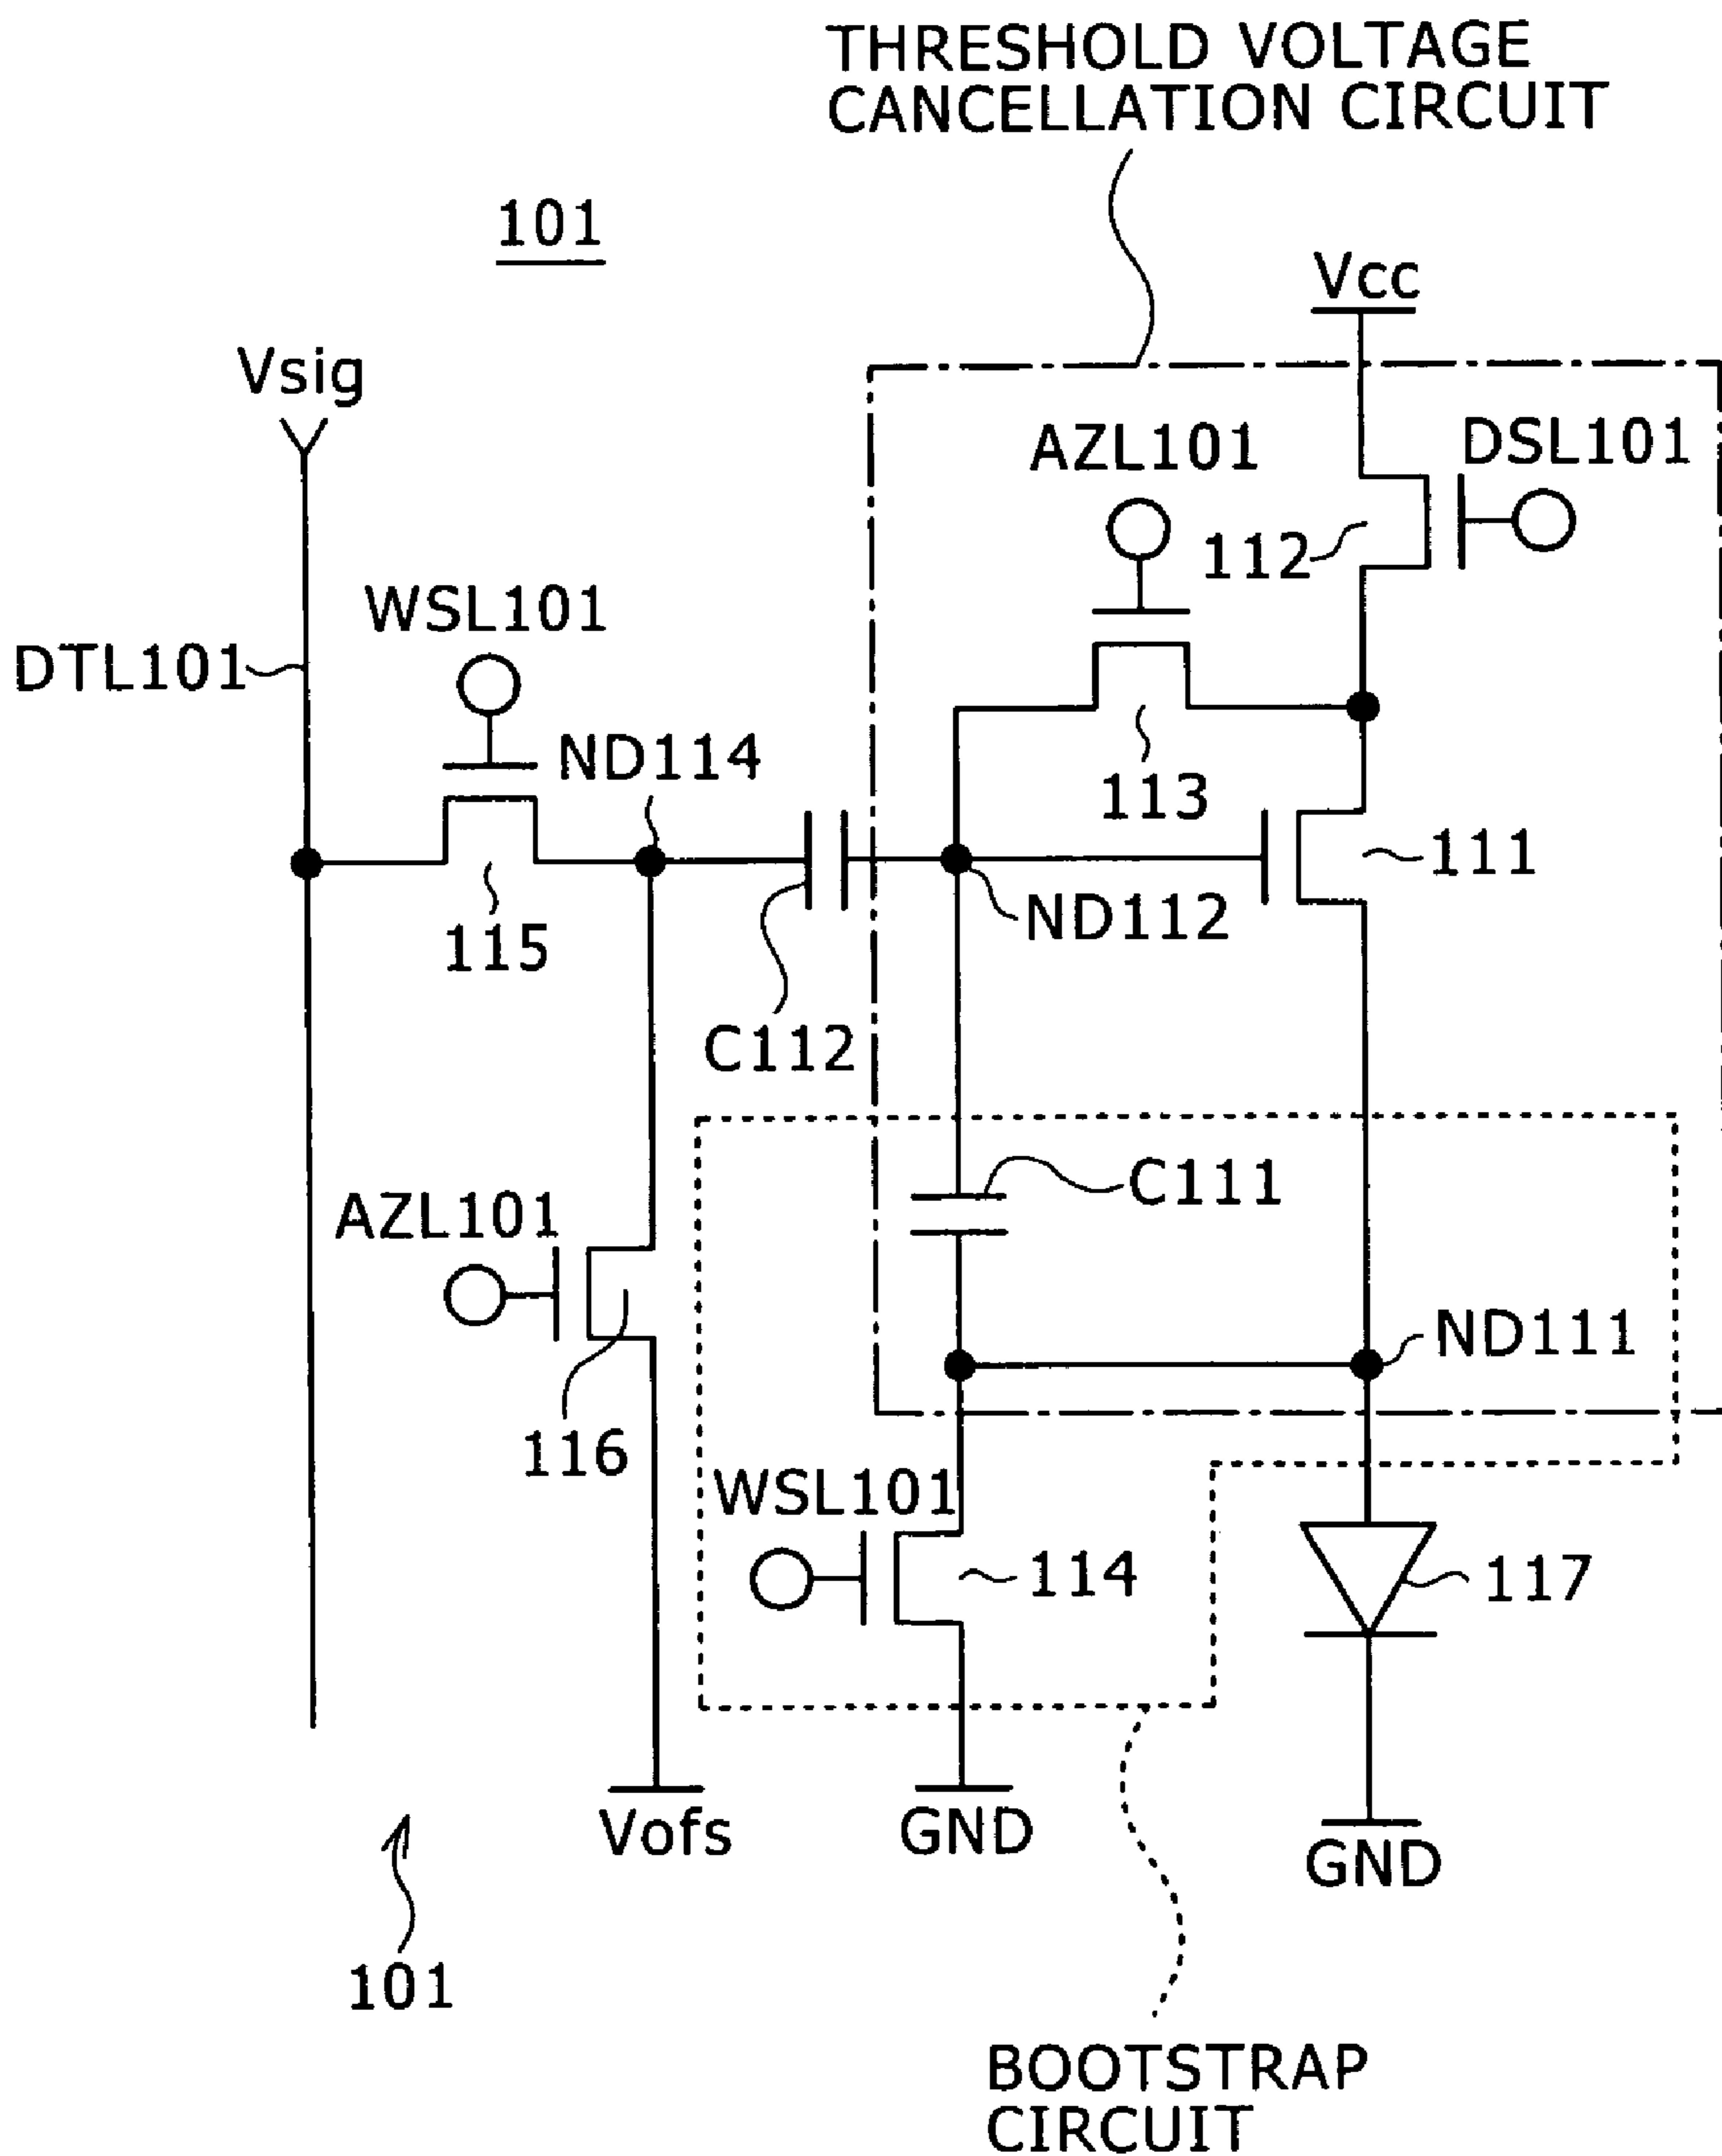 THRESHOLD VOLTAGE
CANCELLATION CIRCUIT
101
Vcc
Vsig
AZL101
DSL101
112
WSL101
DTL101
ND114
113
111
ND112
115
C112
C111
AZL101
ND111
116
WSL101
114
117
Vofs
GND
GND
101
BOOTSTRAP
CIRCUIT